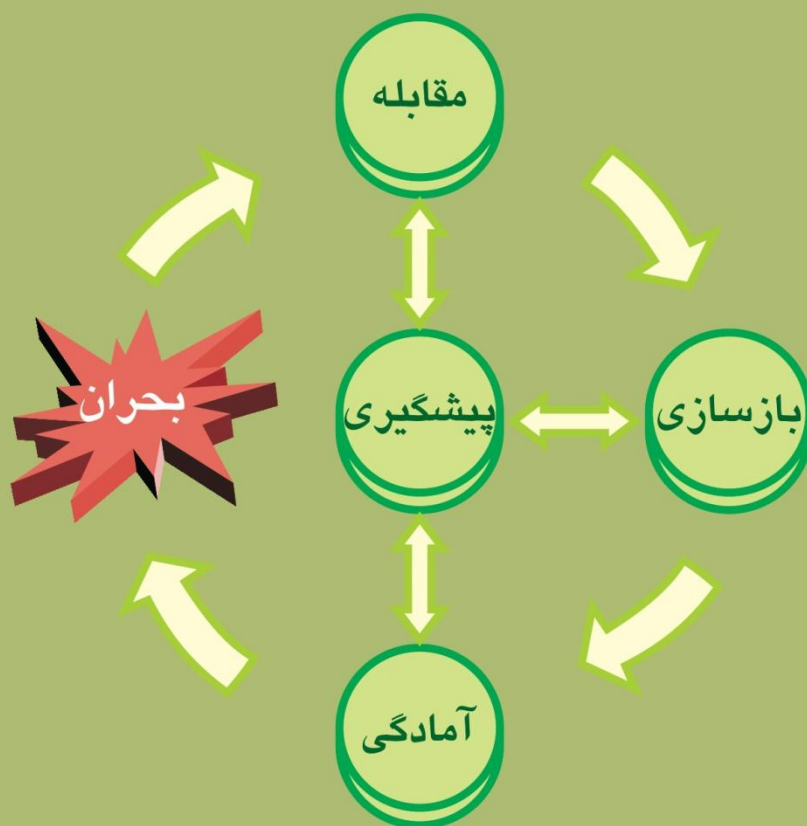 مقابله
بازسازی
پیشگیری
بحران
آمادگی